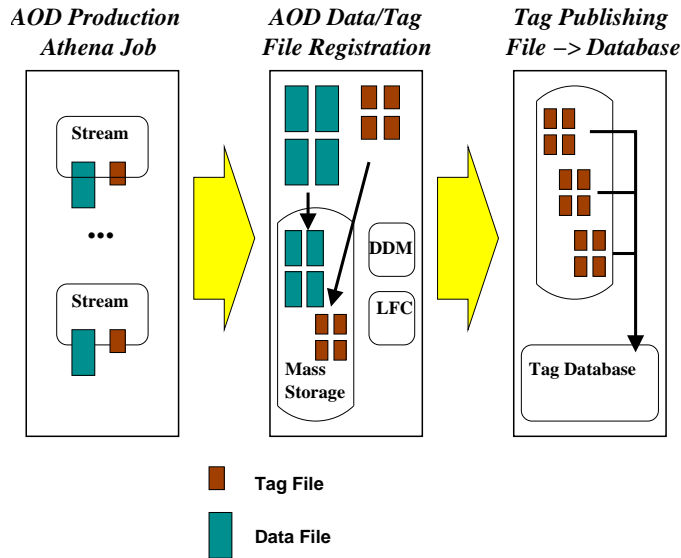 AOD Production
Athena Job
AOD Data/Tag
File Registration
Tag Publishing
File −> Database
Stream
...
Stream
DDM
LFC
Mass
Storage
Tag Database
Tag File
Data File